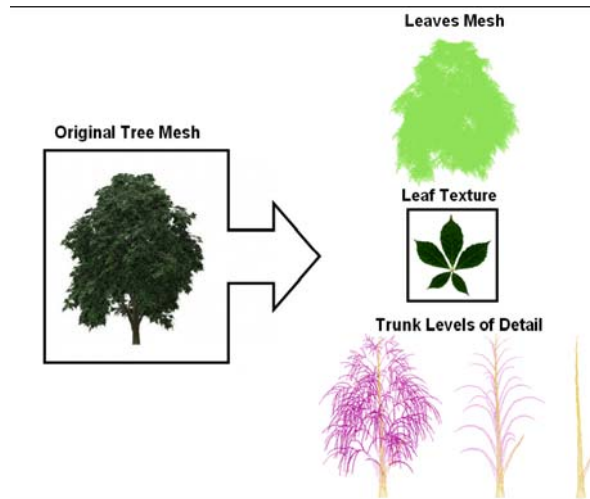 Leaves Mesh
Original Tree Mesh
Leaf Texture
Trunk Levels of Detail